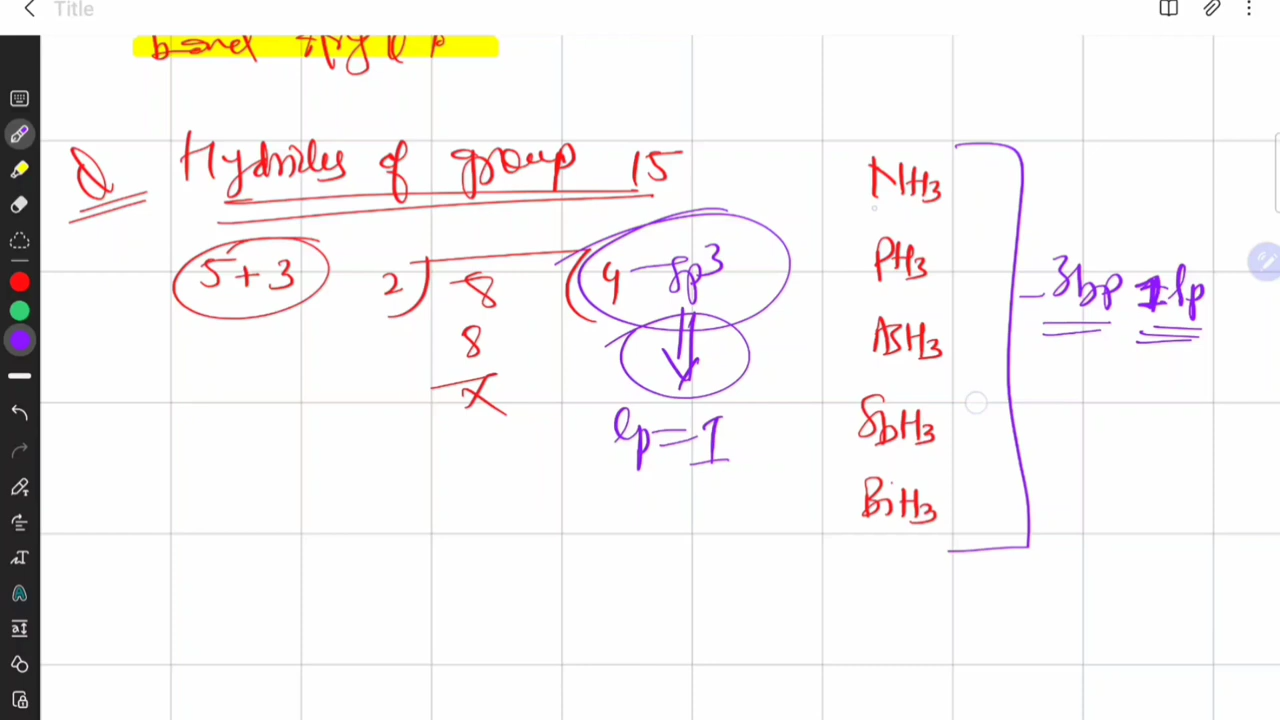 Title
Q Hydrides of group 15
5+3
2) 8 (4 - sp3
8
x
lp = 1
NH3
PH3
AsH3
SbH3
BiH3
- 3bp 1lp